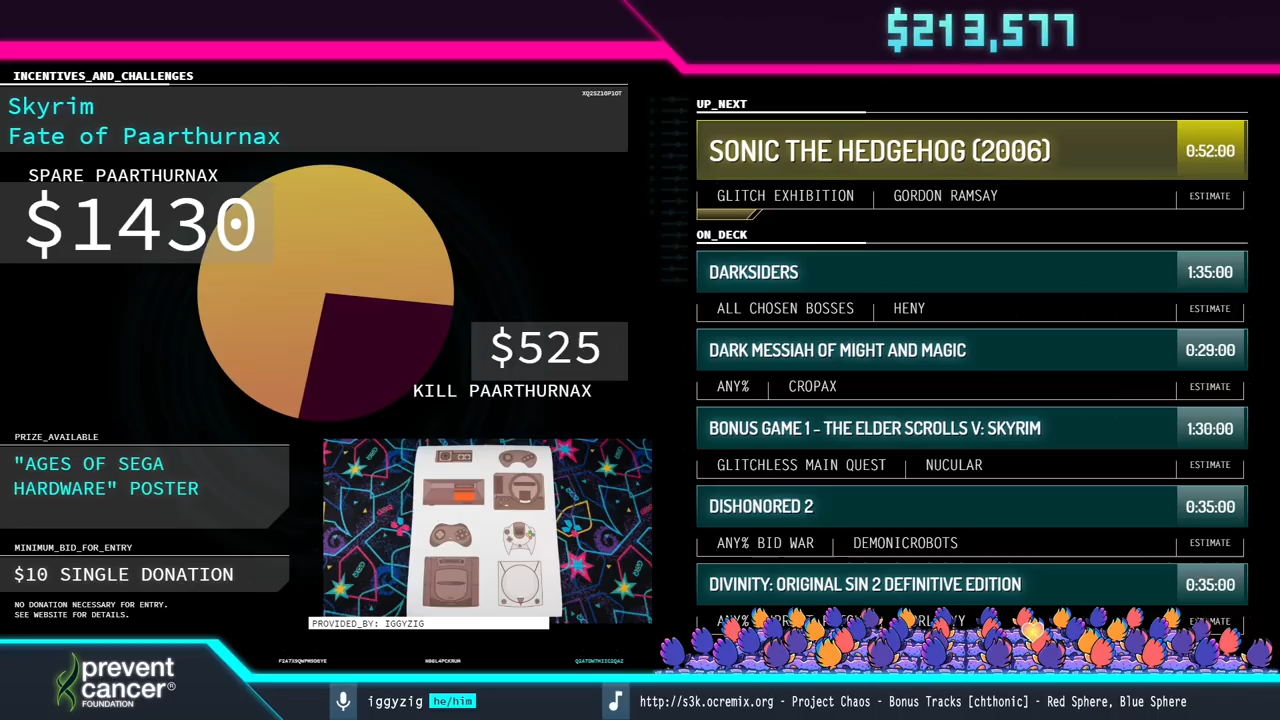 $213,577
INCENTIVES_AND_CHALLENGES
XQ2SZ1GP1OT
Skyrim
Fate of Paarthurnax
SPARE PAARTHURNAX
$1430
$525
KILL PAARTHURNAX
PRIZE_AVAILABLE
"AGES OF SEGA
HARDWARE" POSTER
MINIMUM_BID_FOR_ENTRY
$10 SINGLE DONATION
NO DONATION NECESSARY FOR ENTRY.
SEE WEBSITE FOR DETAILS.
PROVIDED_BY: IGGYZIG
UP_NEXT
SONIC THE HEDGEHOG (2006) 0:52:00
GLITCH EXHIBITION GORDON RAMSAY ESTIMATE
ON_DECK
DARKSIDERS 1:35:00
ALL CHOSEN BOSSES HENY ESTIMATE
DARK MESSIAH OF MIGHT AND MAGIC 0:29:00
ANY% CROPAX ESTIMATE
BONUS GAME 1 - THE ELDER SCROLLS V: SKYRIM 1:30:00
GLITCHLESS MAIN QUEST NUCULAR ESTIMATE
DISHONORED 2 0:35:00
ANY% BID WAR DEMONICROBOTS ESTIMATE
DIVINITY: ORIGINAL SIN 2 DEFINITIVE EDITION 0:35:00
ANY%
prevent
cancer®
FOUNDATION
iggyzig he/him
http://s3k.ocremix.org - Project Chaos - Bonus Tracks [chthonic] - Red Sphere, Blue Sphere